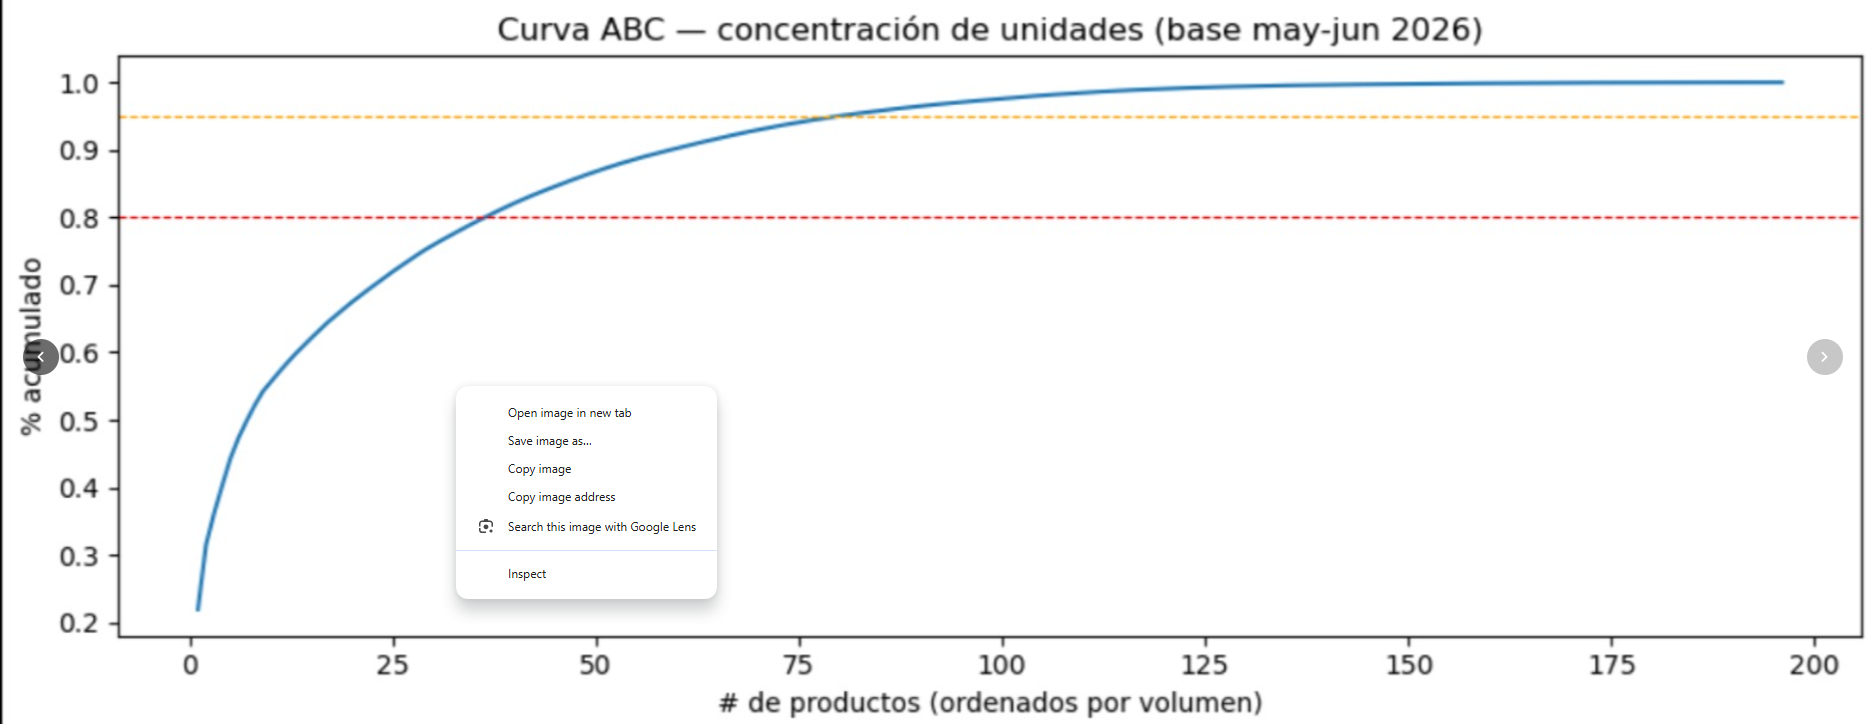 Curva ABC — concentración de unidades (base may-jun 2026)
1.0
0.9
0.8
0.7
0.6
0.5
0.4
0.3
0.2
% acumulado
Open image in new tab
Save image as...
Copy image
Copy image address
Search this image with Google Lens
Inspect
0 25 50 75 100 125 150 175 200
# de productos (ordenados por volumen)